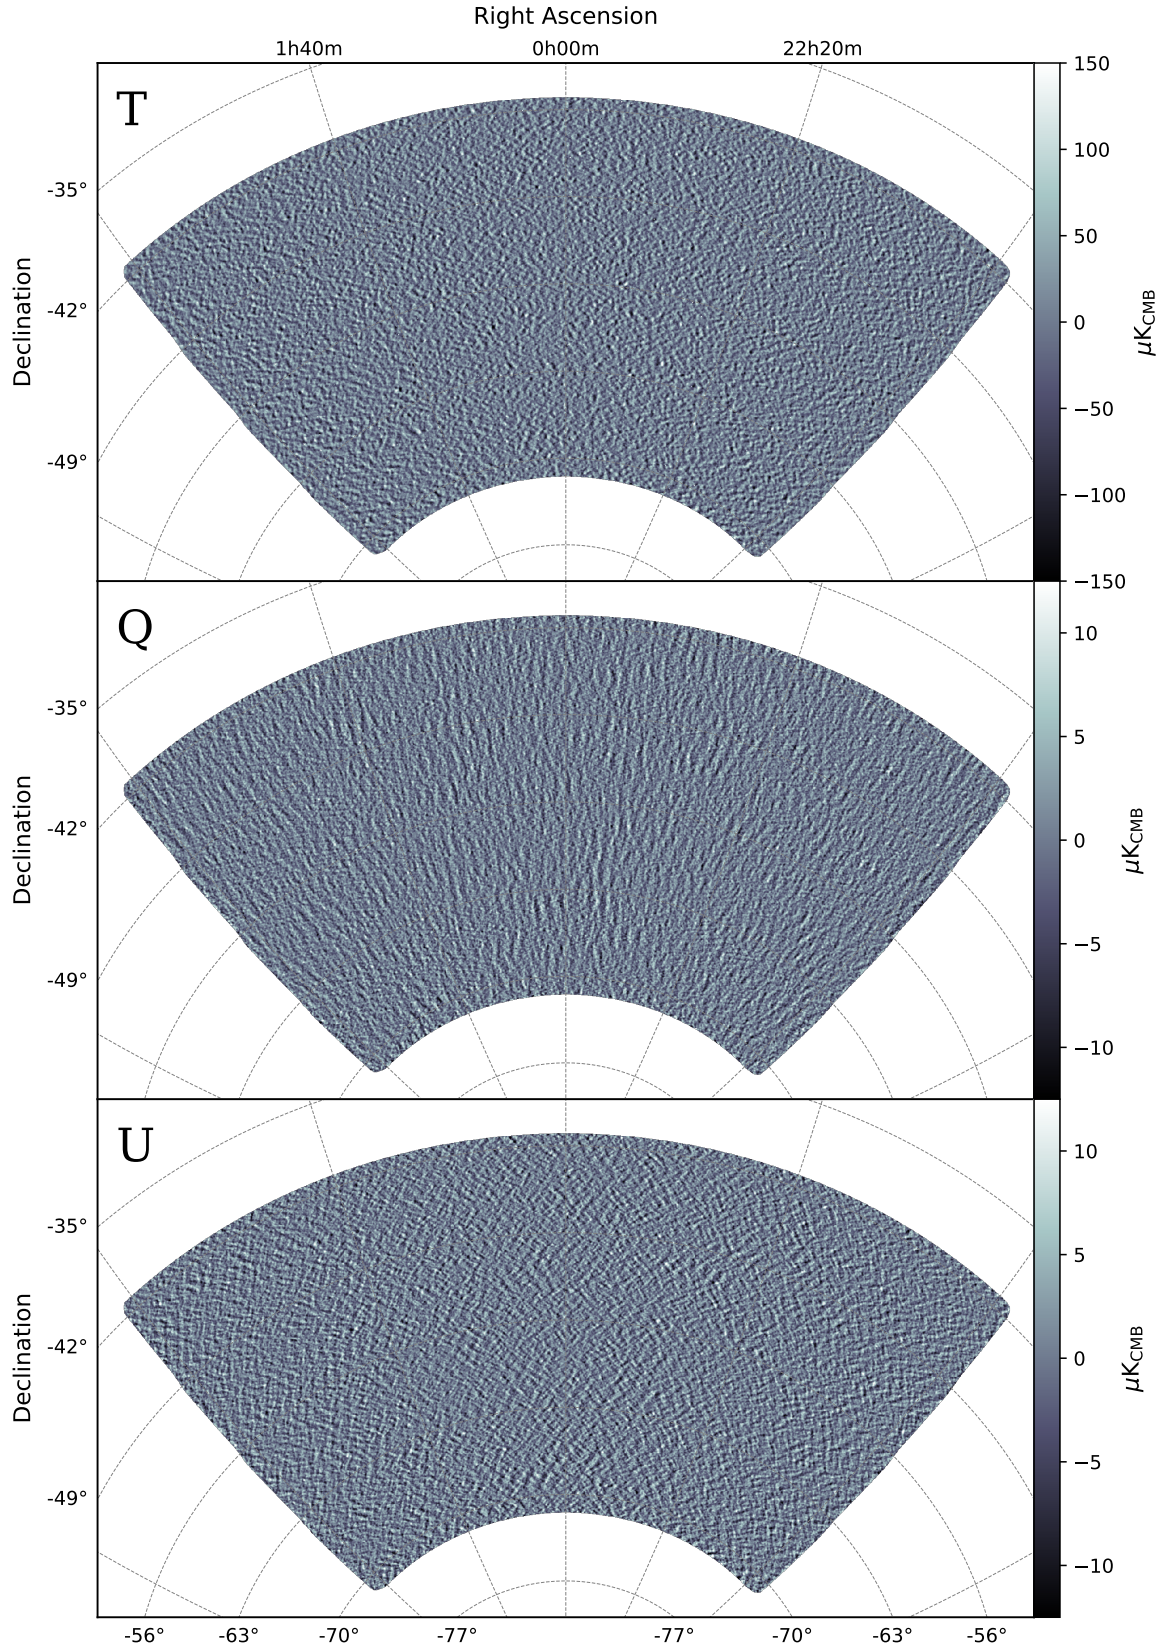 Right Ascension
1h40m 0h00m 22h20m
T
-35°
-42°
-49°
Declination
150
100
50
0
−50
−100
−150
μK_CMB
Q
-35°
-42°
-49°
Declination
10
5
0
−5
−10
μK_CMB
U
-35°
-42°
-49°
Declination
10
5
0
−5
−10
μK_CMB
-56° -63° -70° -77° -77° -70° -63° -56°